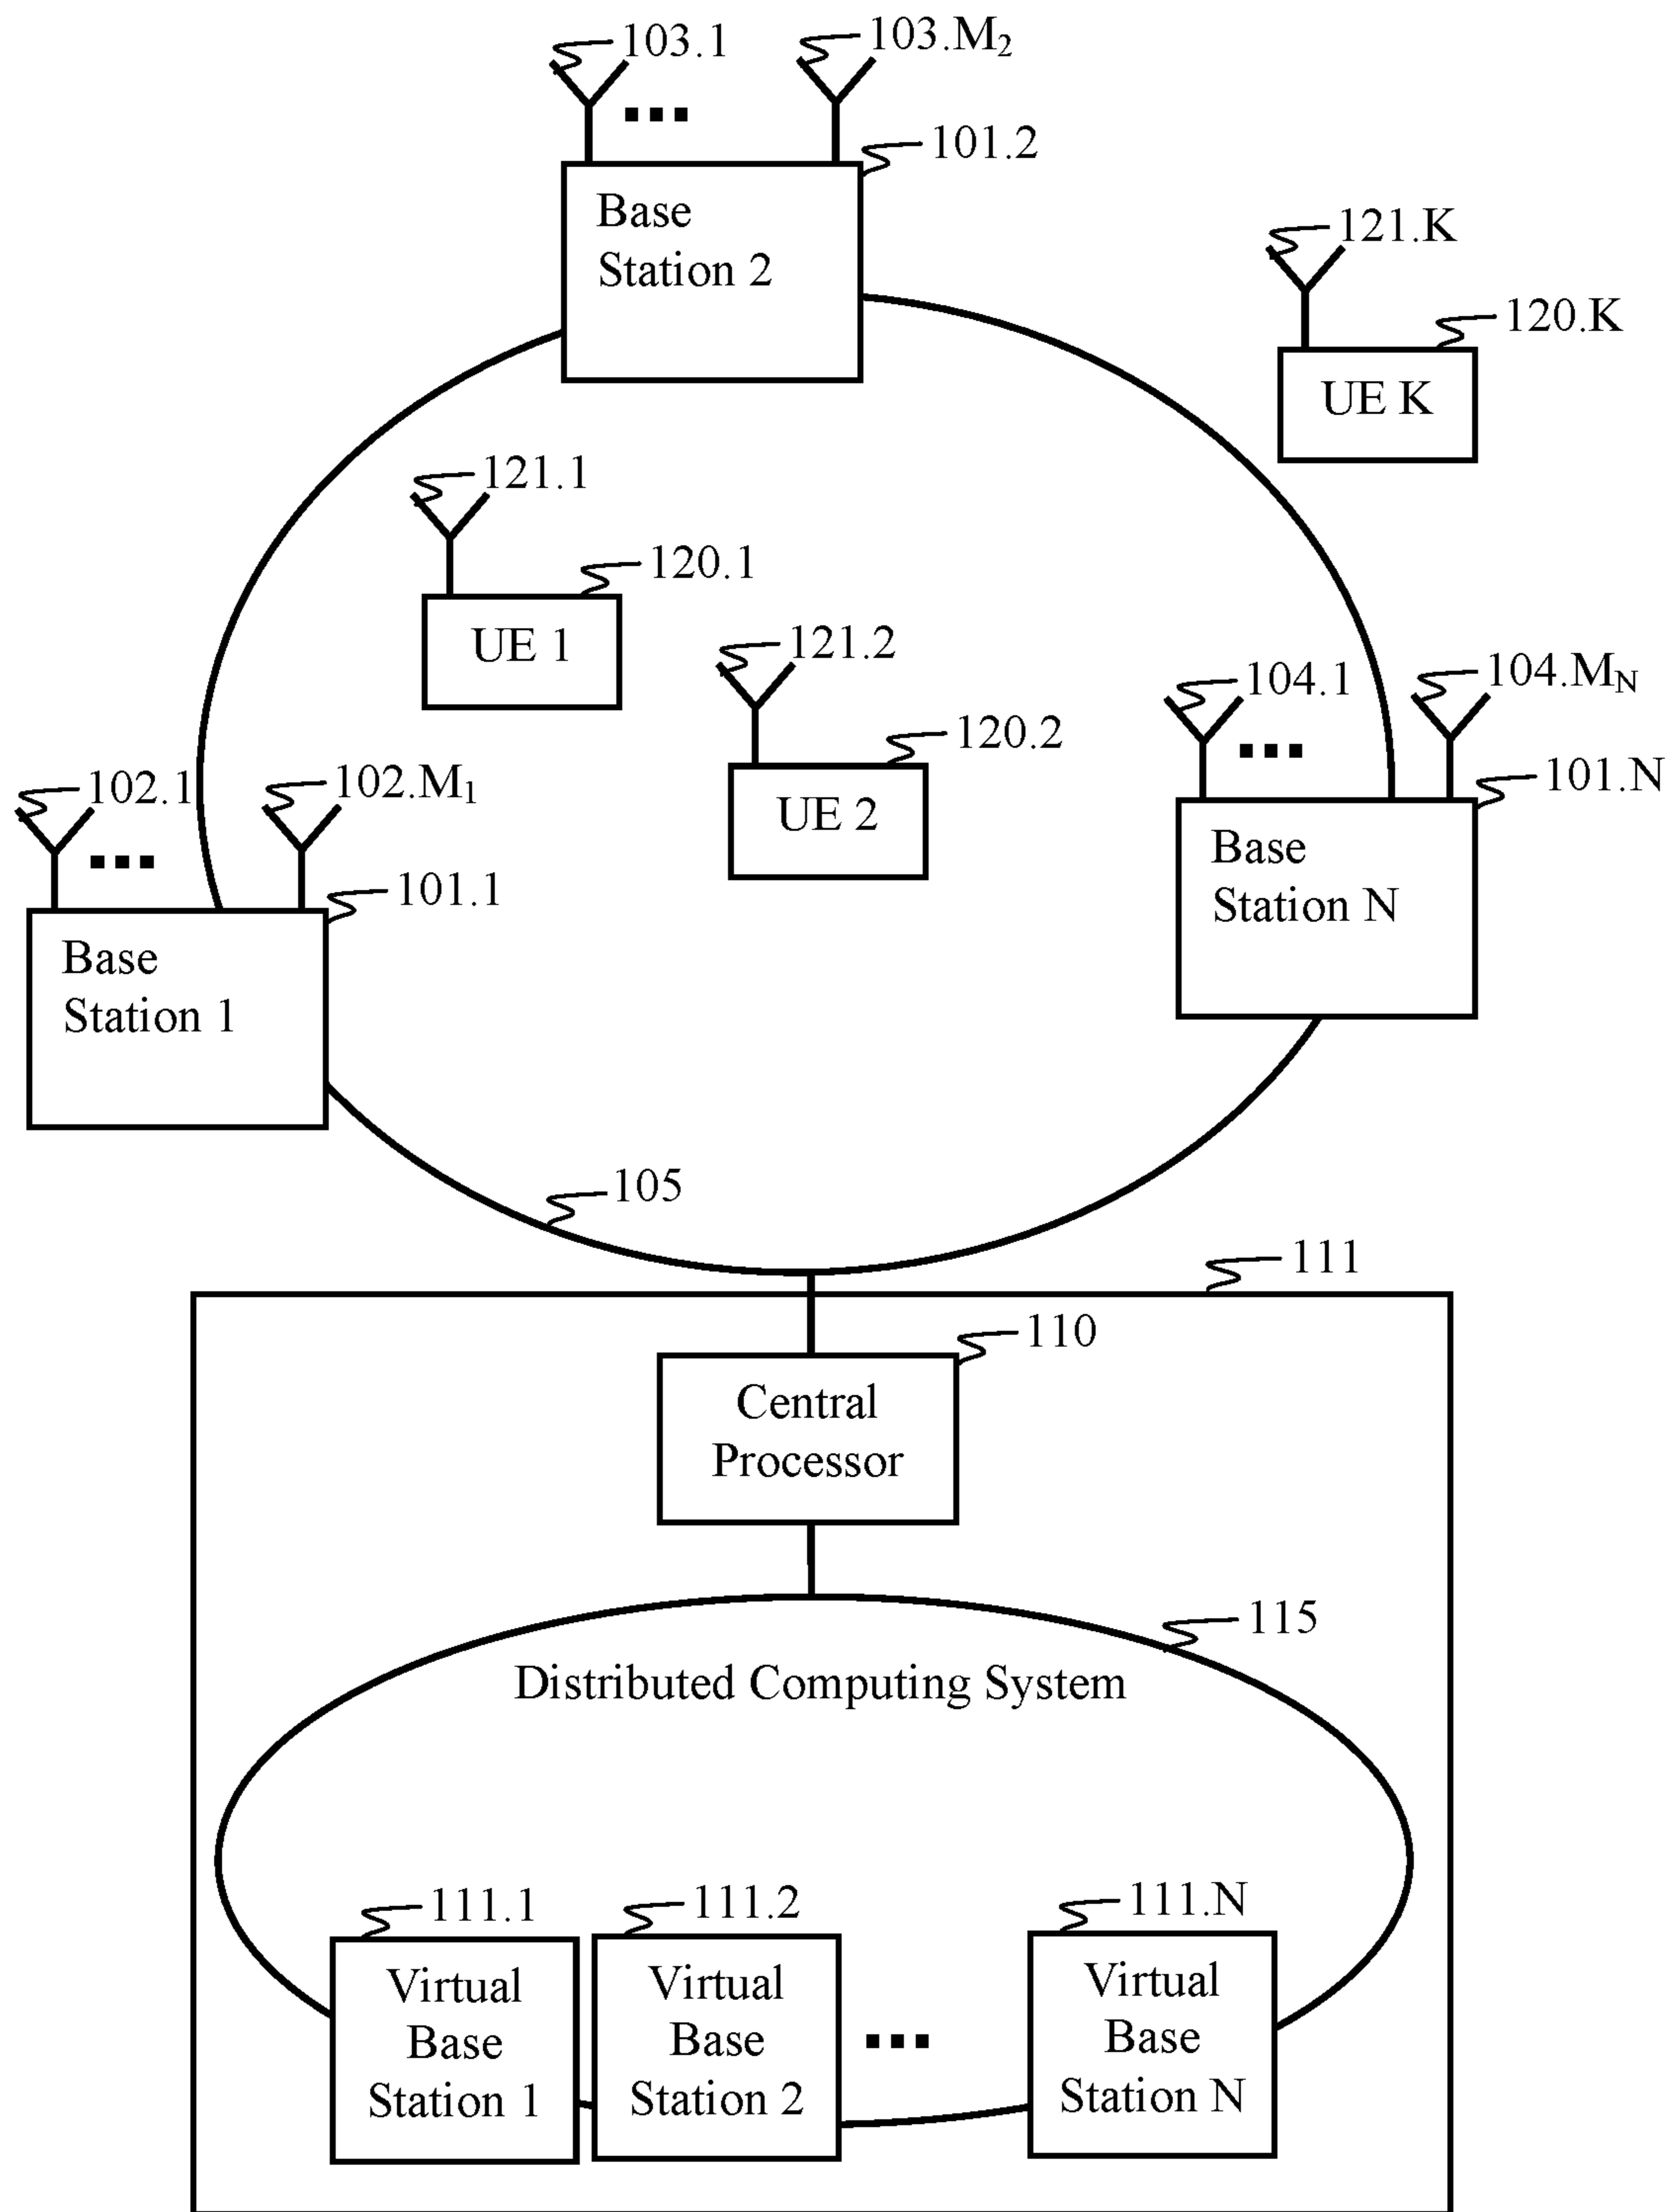 103.1
103.M₂
101.2
Base
Station 2
121.K
120.K
UE K
121.1
120.1
UE 1
121.2
120.2
UE 2
104.1
104.Mₙ
101.N
Base
Station N
102.1
102.M₁
101.1
Base
Station 1
105
111
110
Central
Processor
115
Distributed Computing System
111.1
Virtual
Base
Station 1
111.2
Virtual
Base
Station 2
111.N
Virtual
Base
Station N